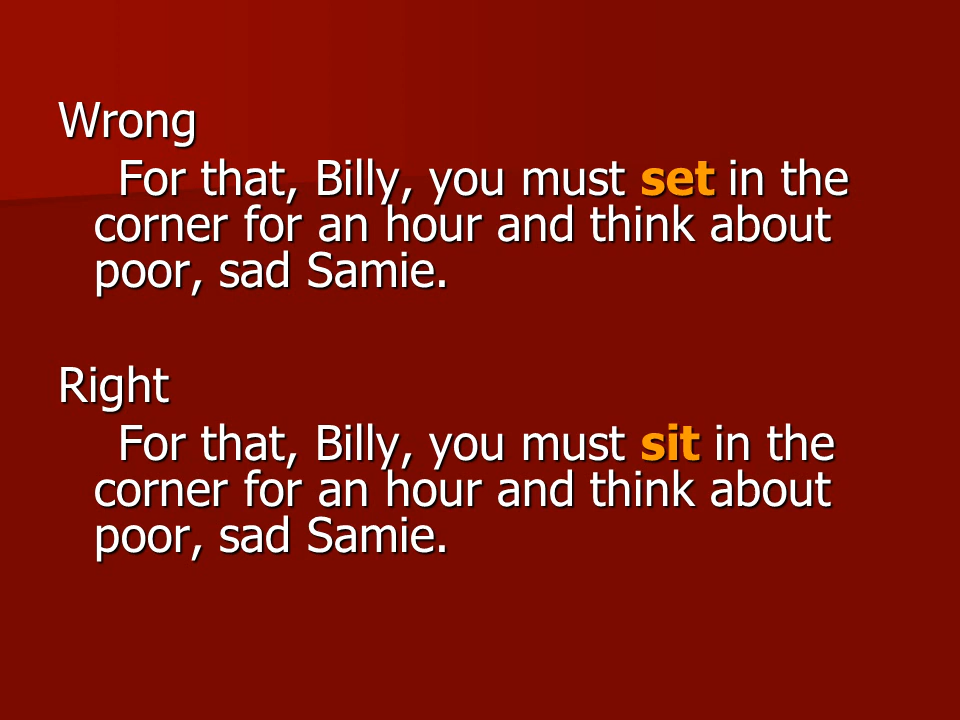 Wrong
For that, Billy, you must set in the
corner for an hour and think about
poor, sad Samie.
Right
For that, Billy, you must sit in the
corner for an hour and think about
poor, sad Samie.